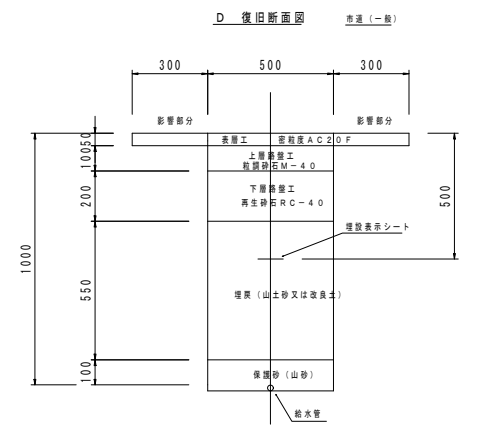 D 復旧断面図 市道(一般)
300 500 300
影響部分 影響部分
表層工 密粒度AC20F
50
上層路盤工
粒調砕石M-40
100
下層路盤工
再生砕石RC-40
200
500
埋設表示シート
1000
550
埋戻(山土砂又は改良土)
保護砂(山砂)
100
給水管